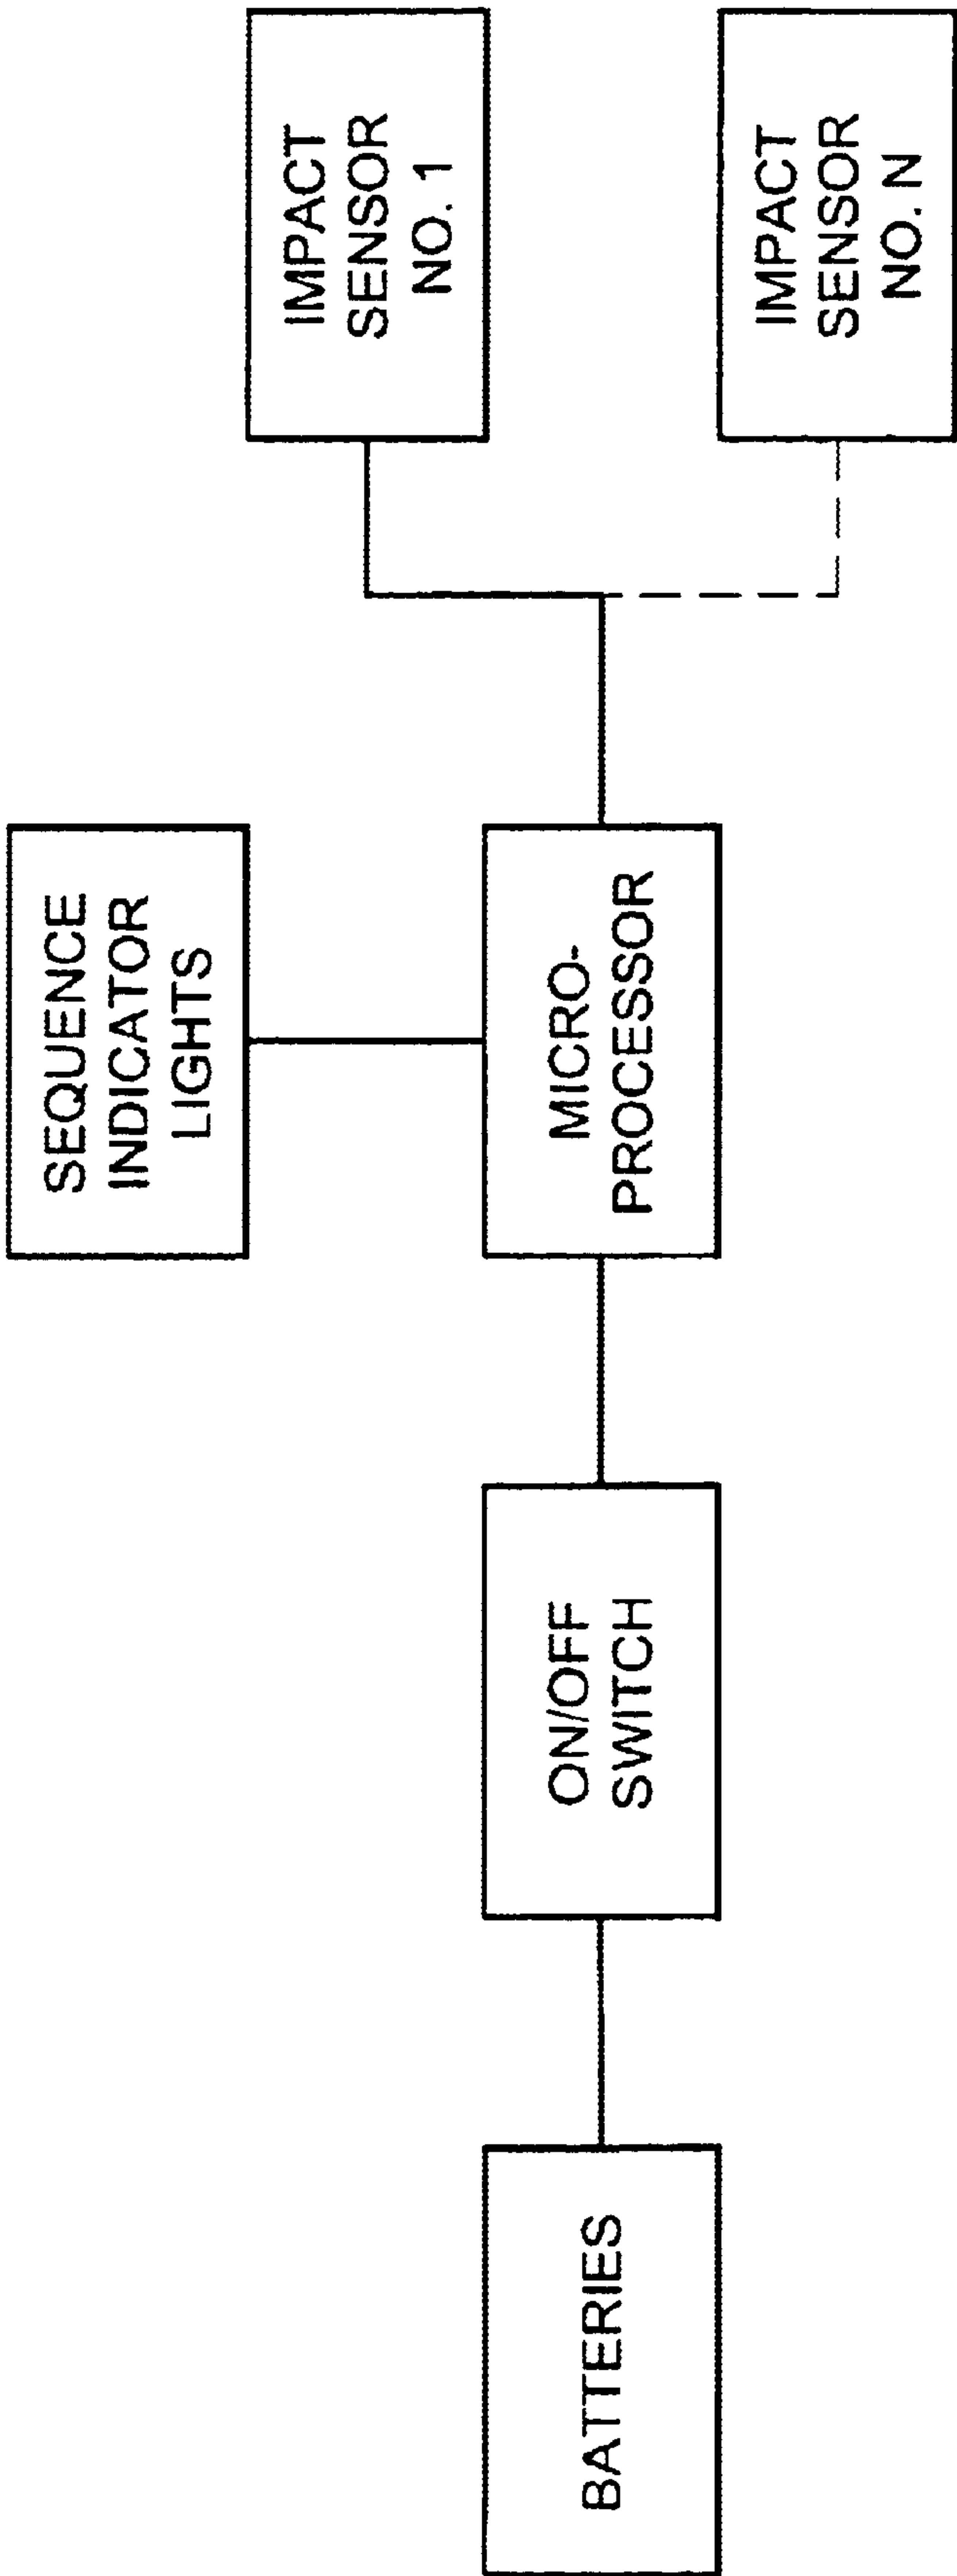 SEQUENCE
INDICATOR
LIGHTS
IMPACT
SENSOR
NO. 1
BATTERIES
ON/OFF
SWITCH
MICRO-
PROCESSOR
IMPACT
SENSOR
NO. N